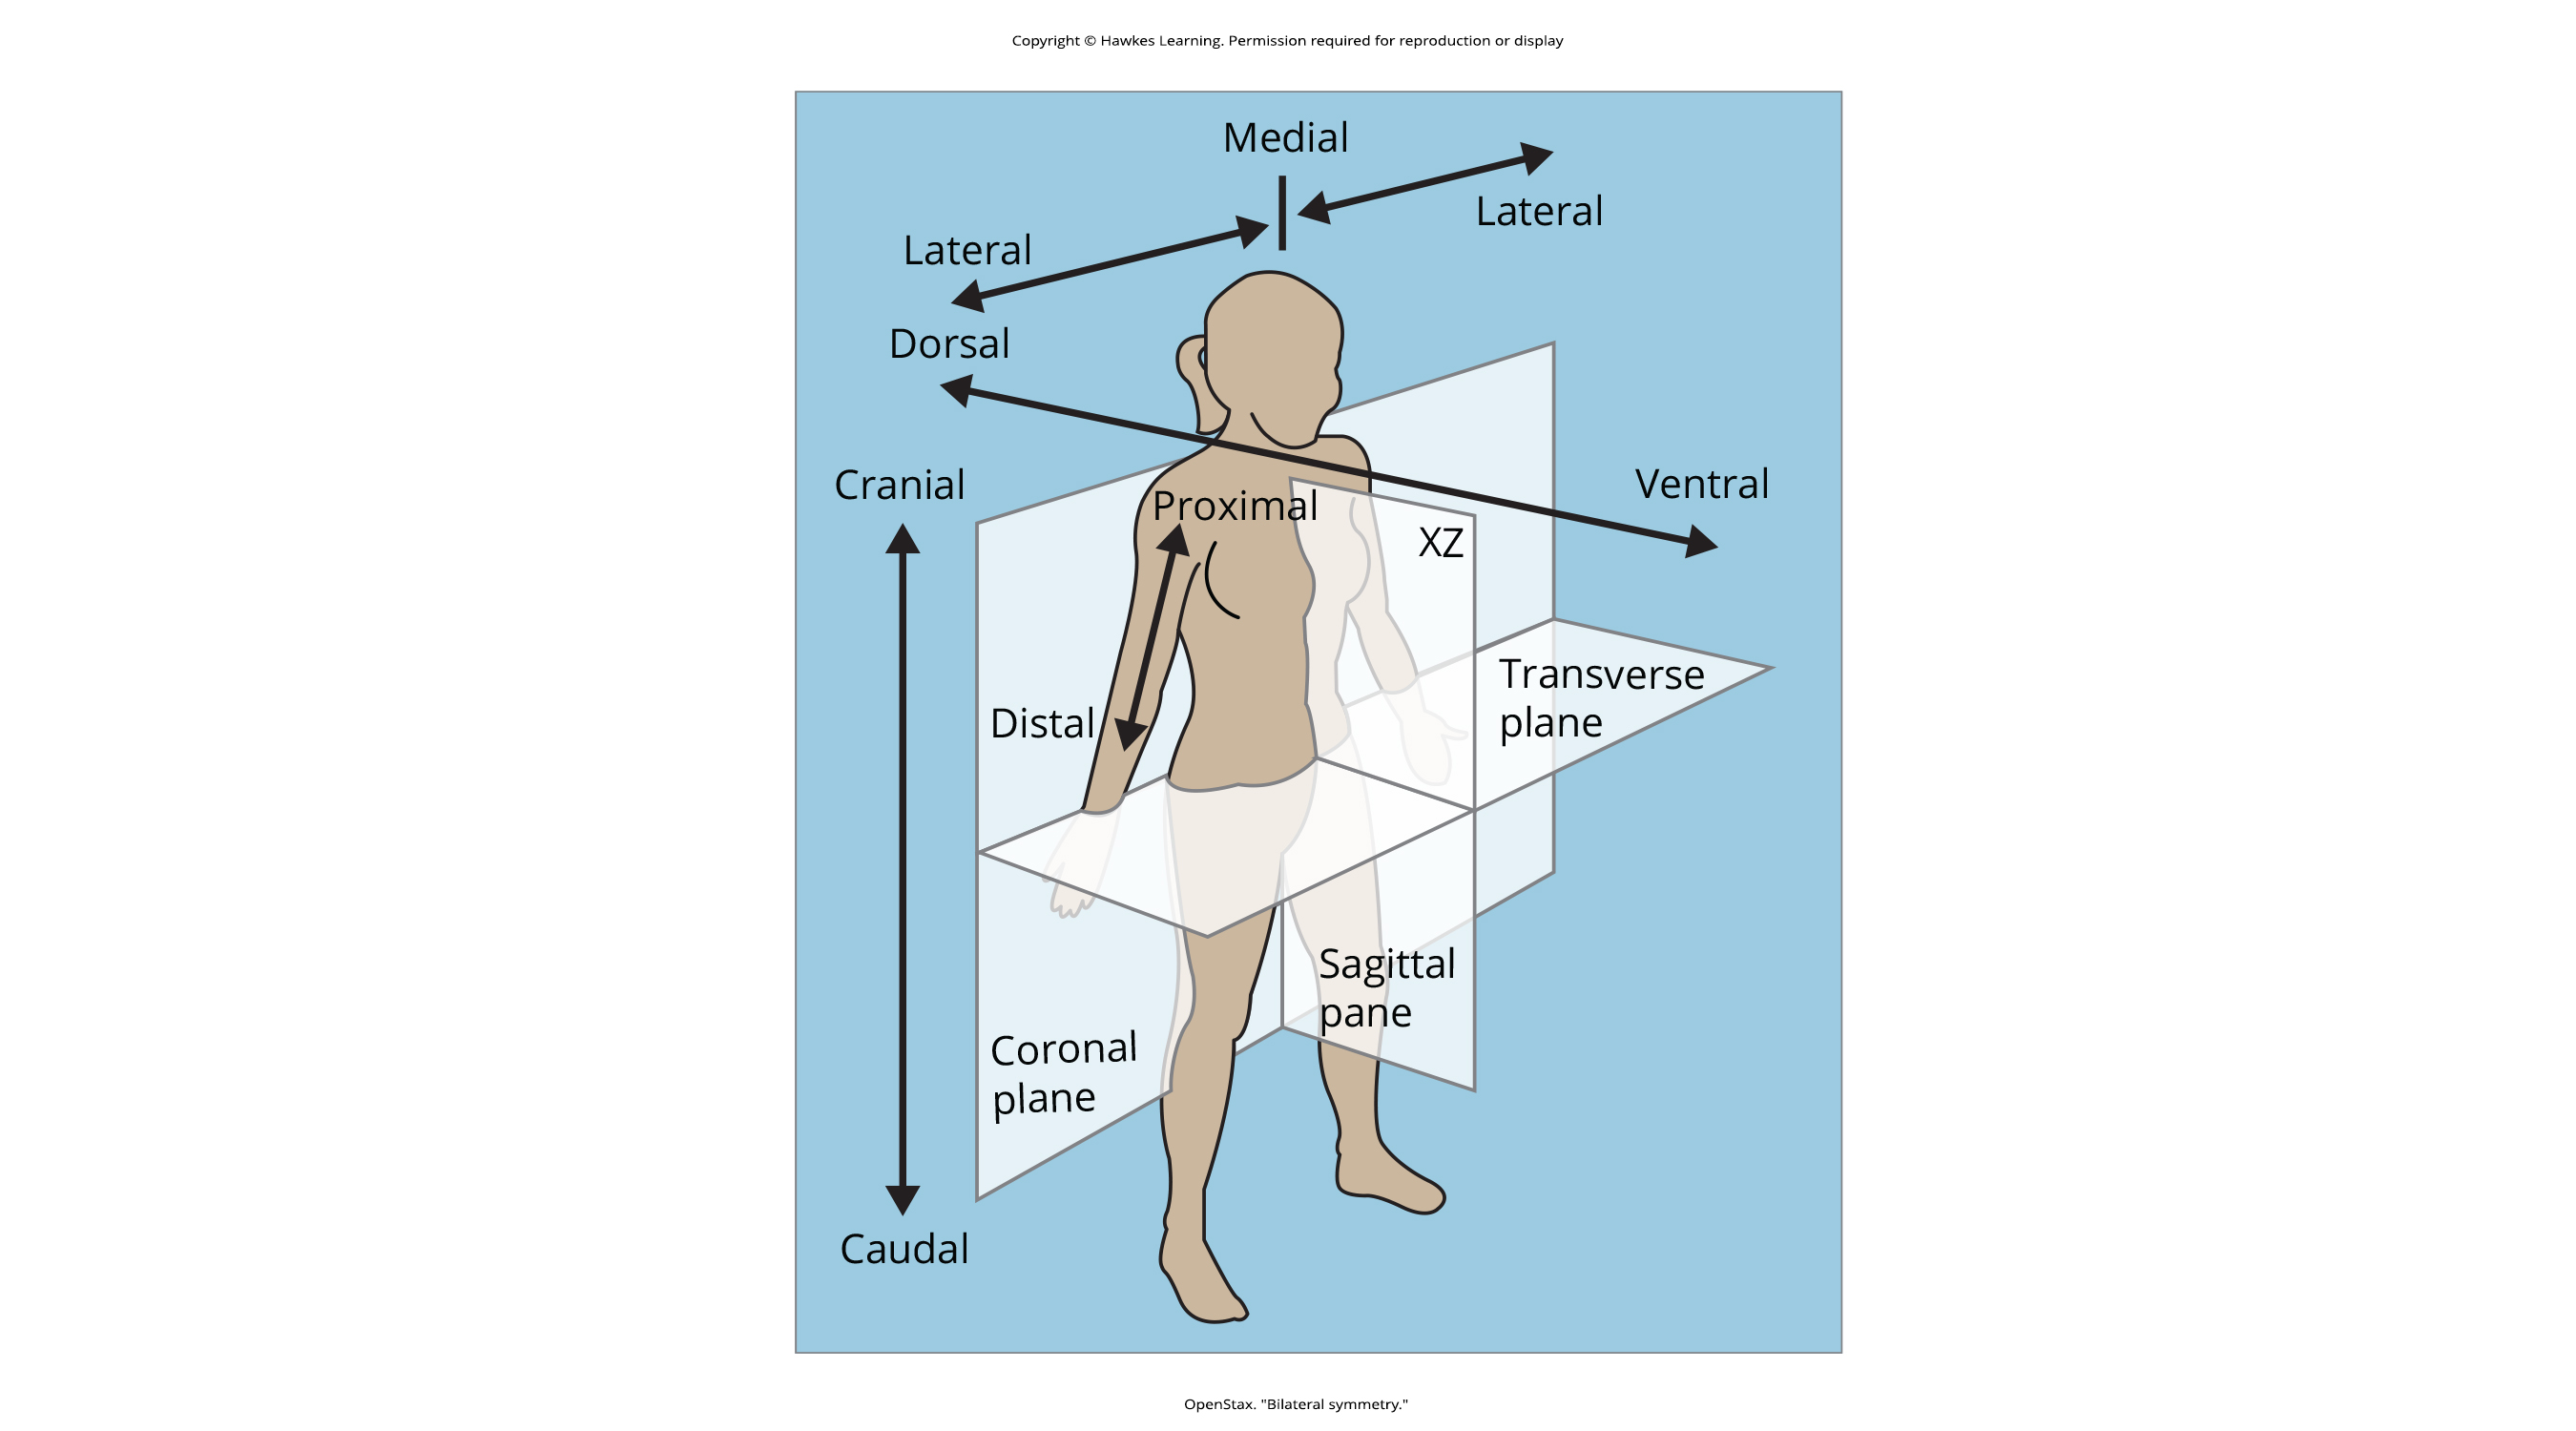 Copyright © Hawkes Learning. Permission required for reproduction or display
Medial
Lateral
Lateral
Dorsal
Cranial
Ventral
Proximal
XZ
Transverse
plane
Distal
Sagittal
pane
Coronal
plane
Caudal
OpenStax. "Bilateral symmetry."